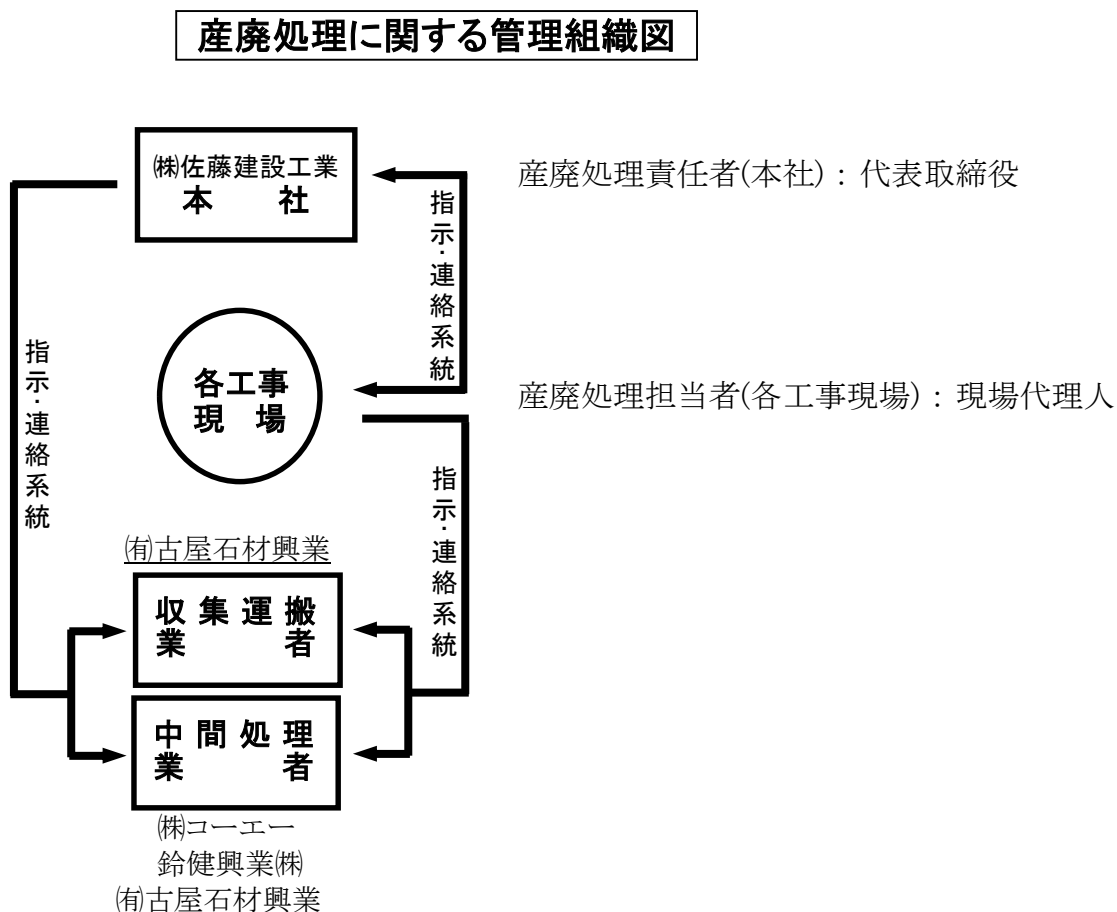 産廃処理に関する管理組織図
㈱佐藤建設工業
本 社
産廃処理責任者(本社)：代表取締役
指示・連絡系統
各工事
現 場
産廃処理担当者(各工事現場)：現場代理人
指示・連絡系統
指示・連絡系統
㈲古屋石材興業
収集運搬
業 者
中間処理
業 者
㈱コーエー
鈴健興業㈱
㈲古屋石材興業